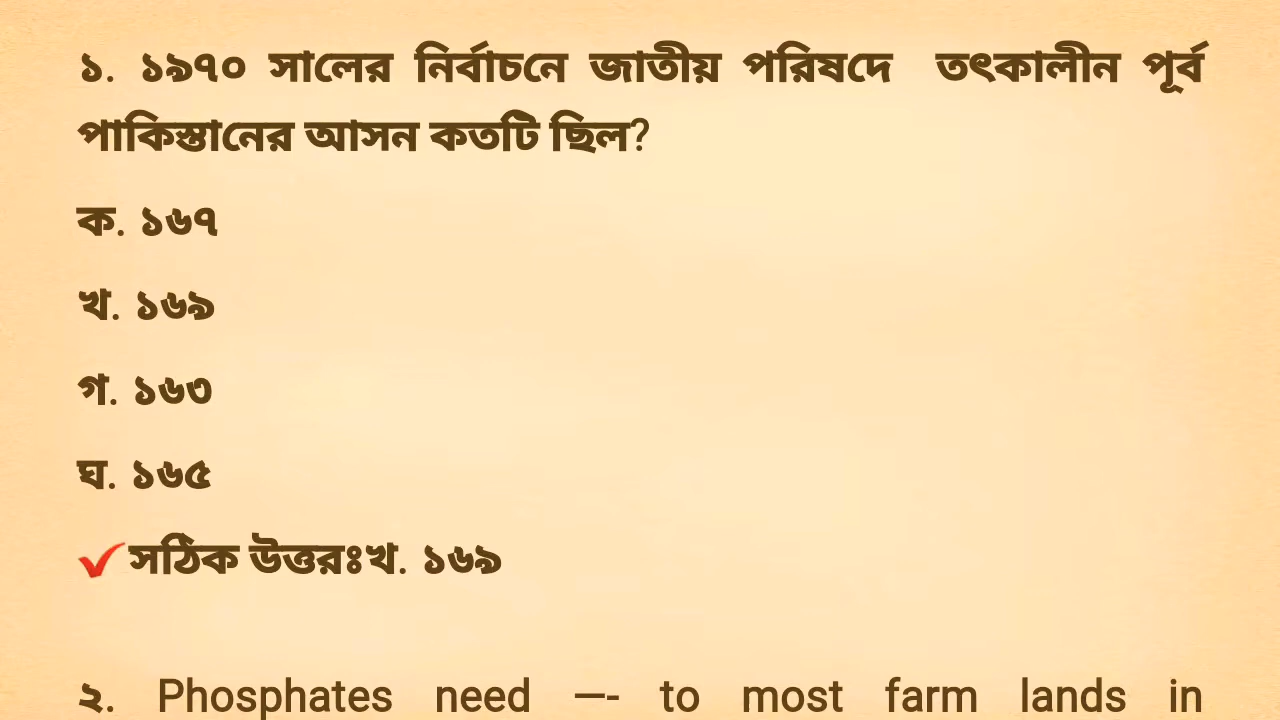 ১. ১৯৭০ সালের নির্বাচনে জাতীয় পরিষদে তৎকালীন পূর্ব
পাকিস্তানের আসন কতটি ছিল?
ক. ১৬৭
খ. ১৬৯
গ. ১৬৩
ঘ. ১৬৫
✔সঠিক উত্তরঃখ. ১৬৯
২. Phosphates need —- to most farm lands in